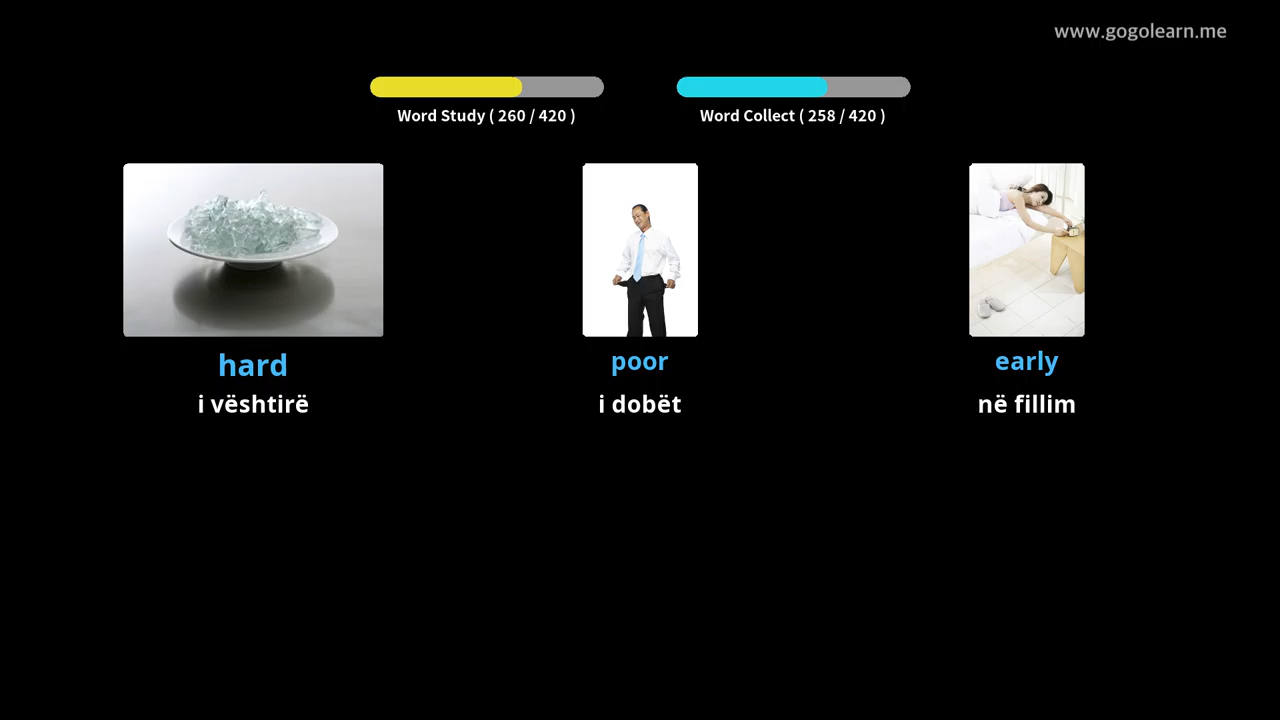 www.gogolearn.me
Word Study ( 260 / 420 )
Word Collect ( 258 / 420 )
hard
i vështirë
poor
i dobët
early
në fillim